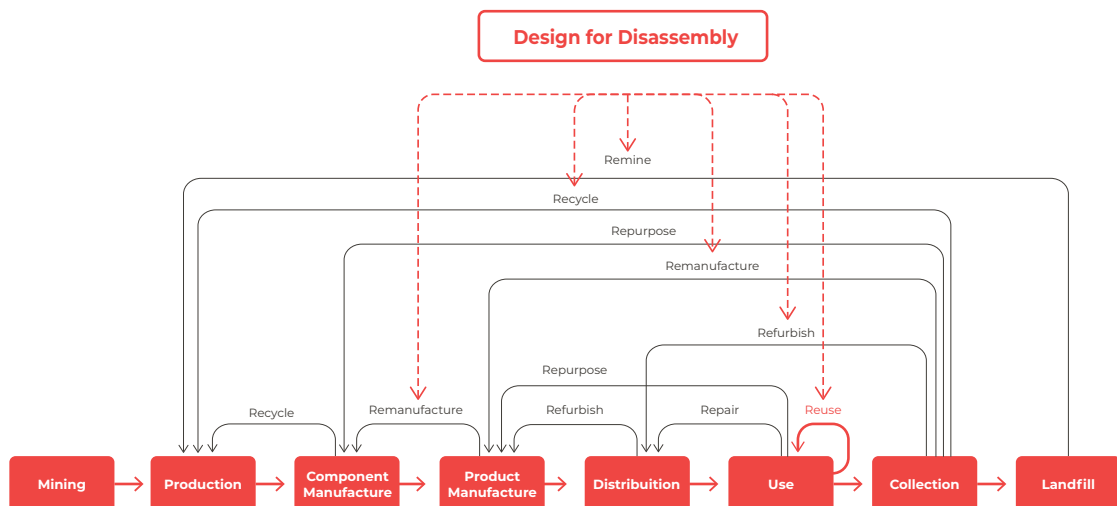 Design for Disassembly
Remine
Recycle
Repurpose
Remanufacture
Refurbish
Repurpose
Recycle
Remanufacture
Refurbish
Repair
Reuse
Mining
Production
Component
Manufacture
Product
Manufacture
Distribuition
Use
Collection
Landfill